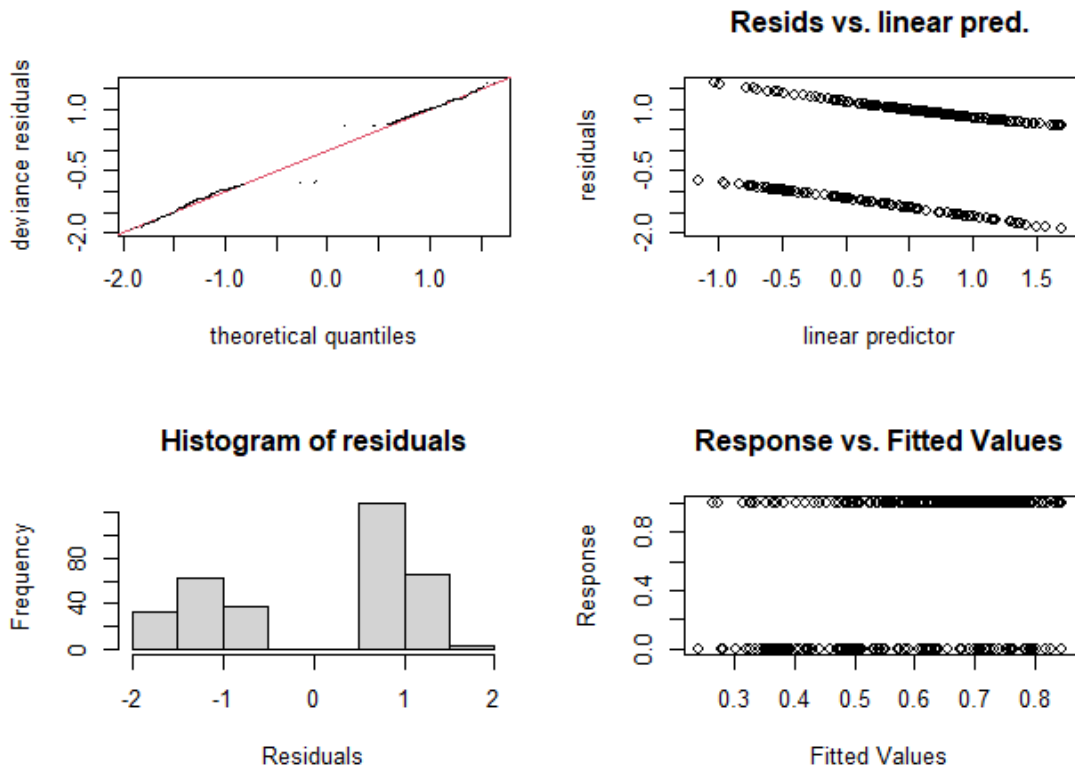 deviance residuals
-2.0 -0.5 1.0
-2.0 -1.0 0.0 1.0
theoretical quantiles
Resids vs. linear pred.
residuals
-2.0 -0.5 1.0
-1.0 -0.5 0.0 0.5 1.0 1.5
linear predictor
Histogram of residuals
Frequency
0 40 80
-2 -1 0 1 2
Residuals
Response vs. Fitted Values
Response
0.0 0.4 0.8
0.3 0.4 0.5 0.6 0.7 0.8
Fitted Values